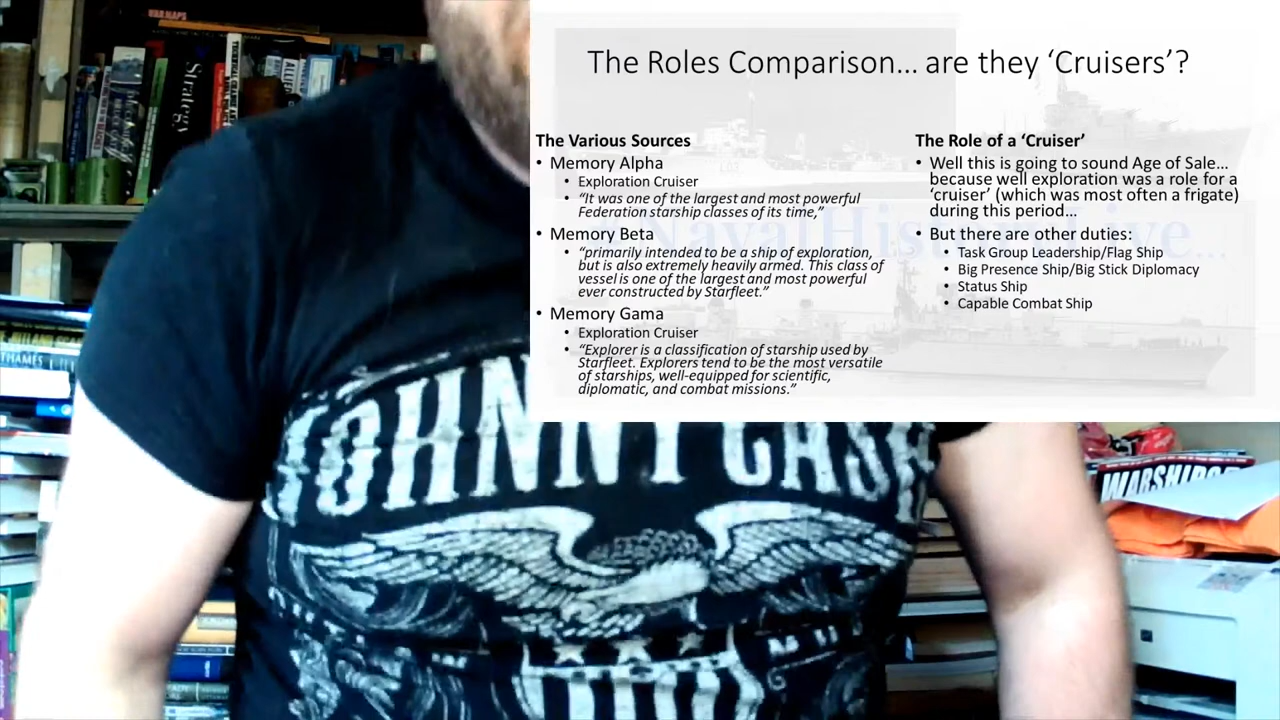 WAR MAPS
Strategy
THAMES
The Roles Comparison... are they 'Cruisers'?
The Various Sources
• Memory Alpha
• Exploration Cruiser
• "It was one of the largest and most powerful
Federation starship classes of its time,"
• Memory Beta
• "primarily intended to be a ship of exploration,
but is also extremely heavily armed. This class of
vessel is one of the largest and most powerful
ever constructed by Starfleet."
• Memory Gama
• Exploration Cruiser
• "Explorer is a classification of starship used by
Starfleet. Explorers tend to be the most versatile
of starships, well-equipped for scientific,
diplomatic, and combat missions."
The Role of a 'Cruiser'
• Well this is going to sound Age of Sale...
because well exploration was a role for a
'cruiser' (which was most often a frigate)
during this period...
• But there are other duties:
• Task Group Leadership/Flag Ship
• Big Presence Ship/Big Stick Diplomacy
• Status Ship
• Capable Combat Ship
Naval History Live...
JOHNNY CASH
WARSHIPS